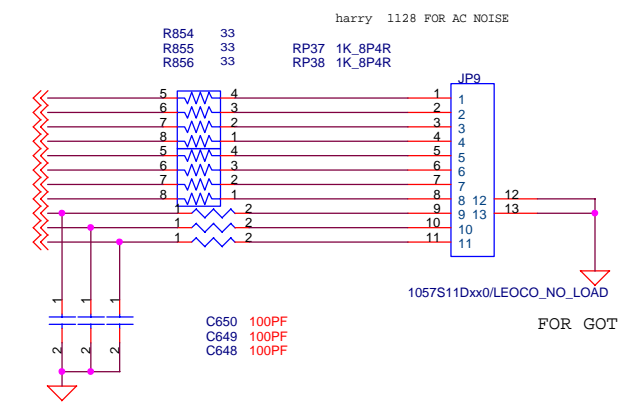 harry 1128 FOR AC NOISE
R854 33
R855 33 RP37 1K_8P4R
R856 33 RP38 1K_8P4R
JP9
5 4 1 1
6 3 2 2
7 2 3 3
8 1 4 4
5 4 5 5
6 3 6 6
7 2 7 7
8 1 8 8 12 12
1 2 9 9 13 13
1 2 10 10
1 2 11 11
1057S11Dxx0/LEOCO_NO_LOAD
1 1 1
C650 100PF
FOR GOT
C649 100PF
2 2 2
C648 100PF